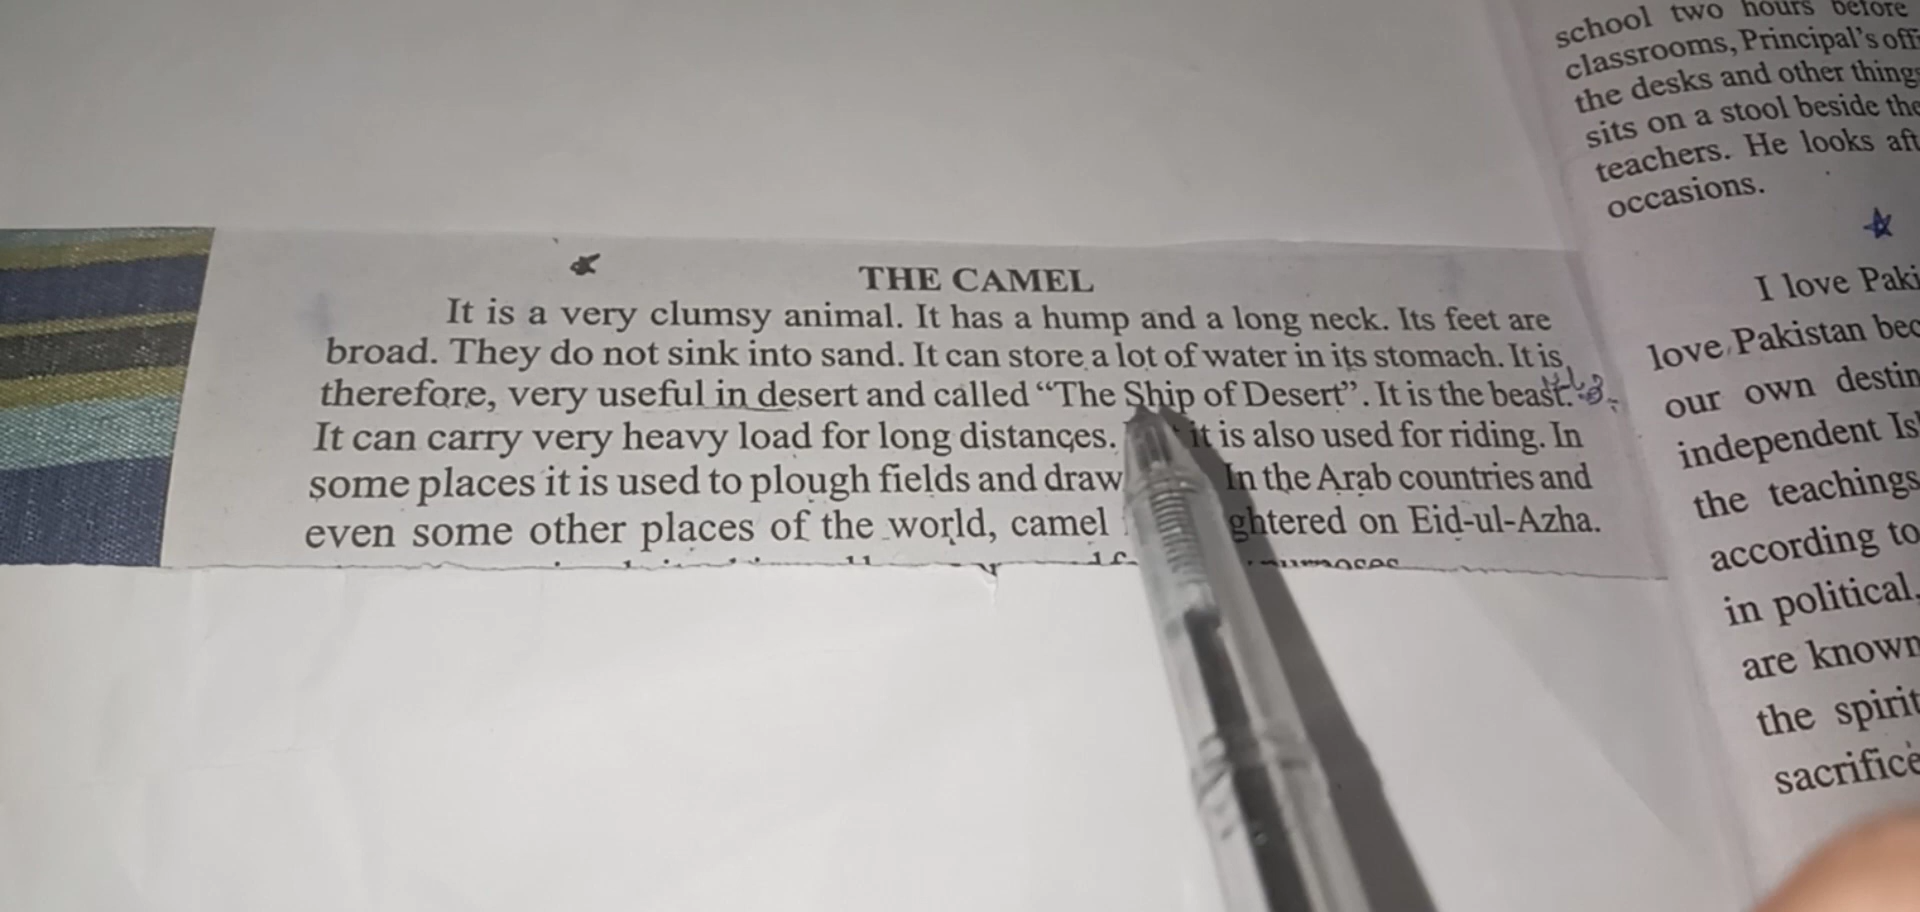 THE CAMEL
It is a very clumsy animal. It has a hump and a long neck. Its feet are
broad. They do not sink into sand. It can store a lot of water in its stomach. It is,
therefore, very useful in desert and called “The Ship of Desert”. It is the beast.
It can carry very heavy load for long distances. it is also used for riding. In
some places it is used to plough fields and draw In the Arab countries and
even some other places of the world, camel on Eid-ul-Azha.
school two hours before
classrooms, Principal's
the desks and other
sits on a stool beside
teachers. He looks
occasions.
I love
love Pakistan
our own
independent
the teachings
according to
in political,
are known
the